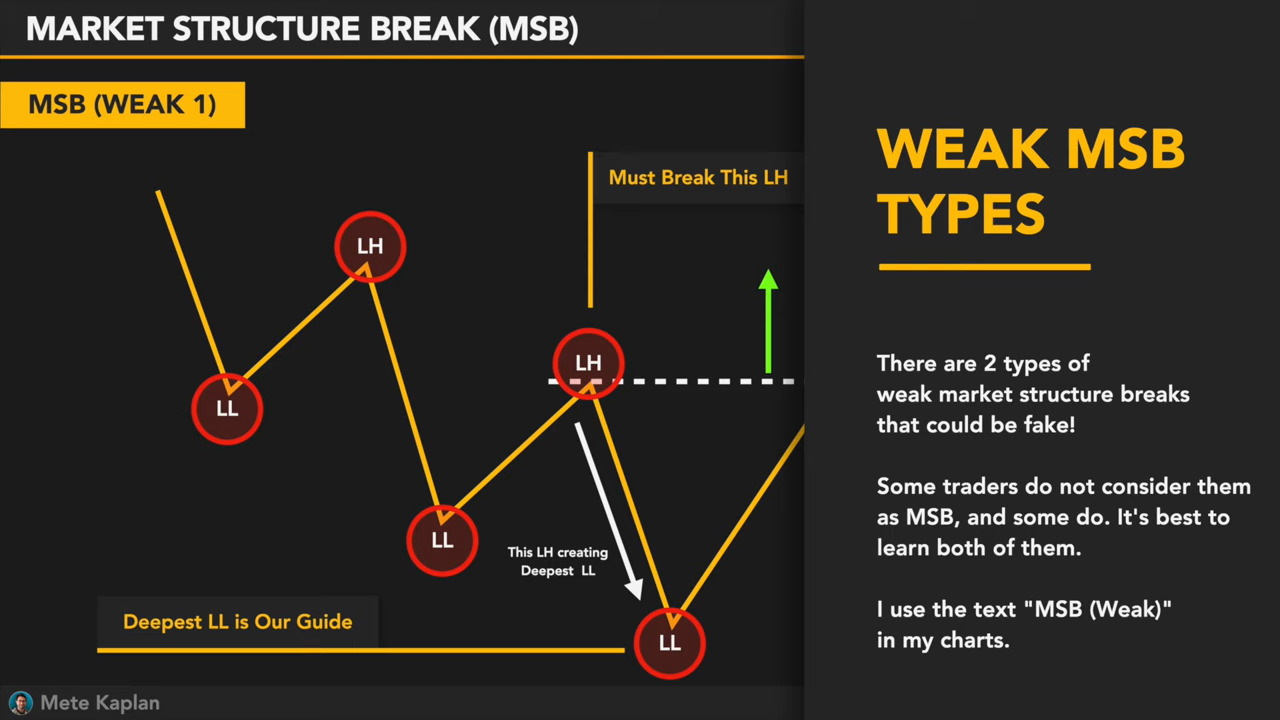 MARKET STRUCTURE BREAK (MSB)
MSB (WEAK 1)
Must Break This LH
LH
LL
LH
LL
This LH creating
Deepest LL
Deepest LL is Our Guide
LL
Mete Kaplan
WEAK MSB
TYPES
There are 2 types of
weak market structure breaks
that could be fake!
Some traders do not consider them
as MSB, and some do. It's best to
learn both of them.
I use the text "MSB (Weak)"
in my charts.